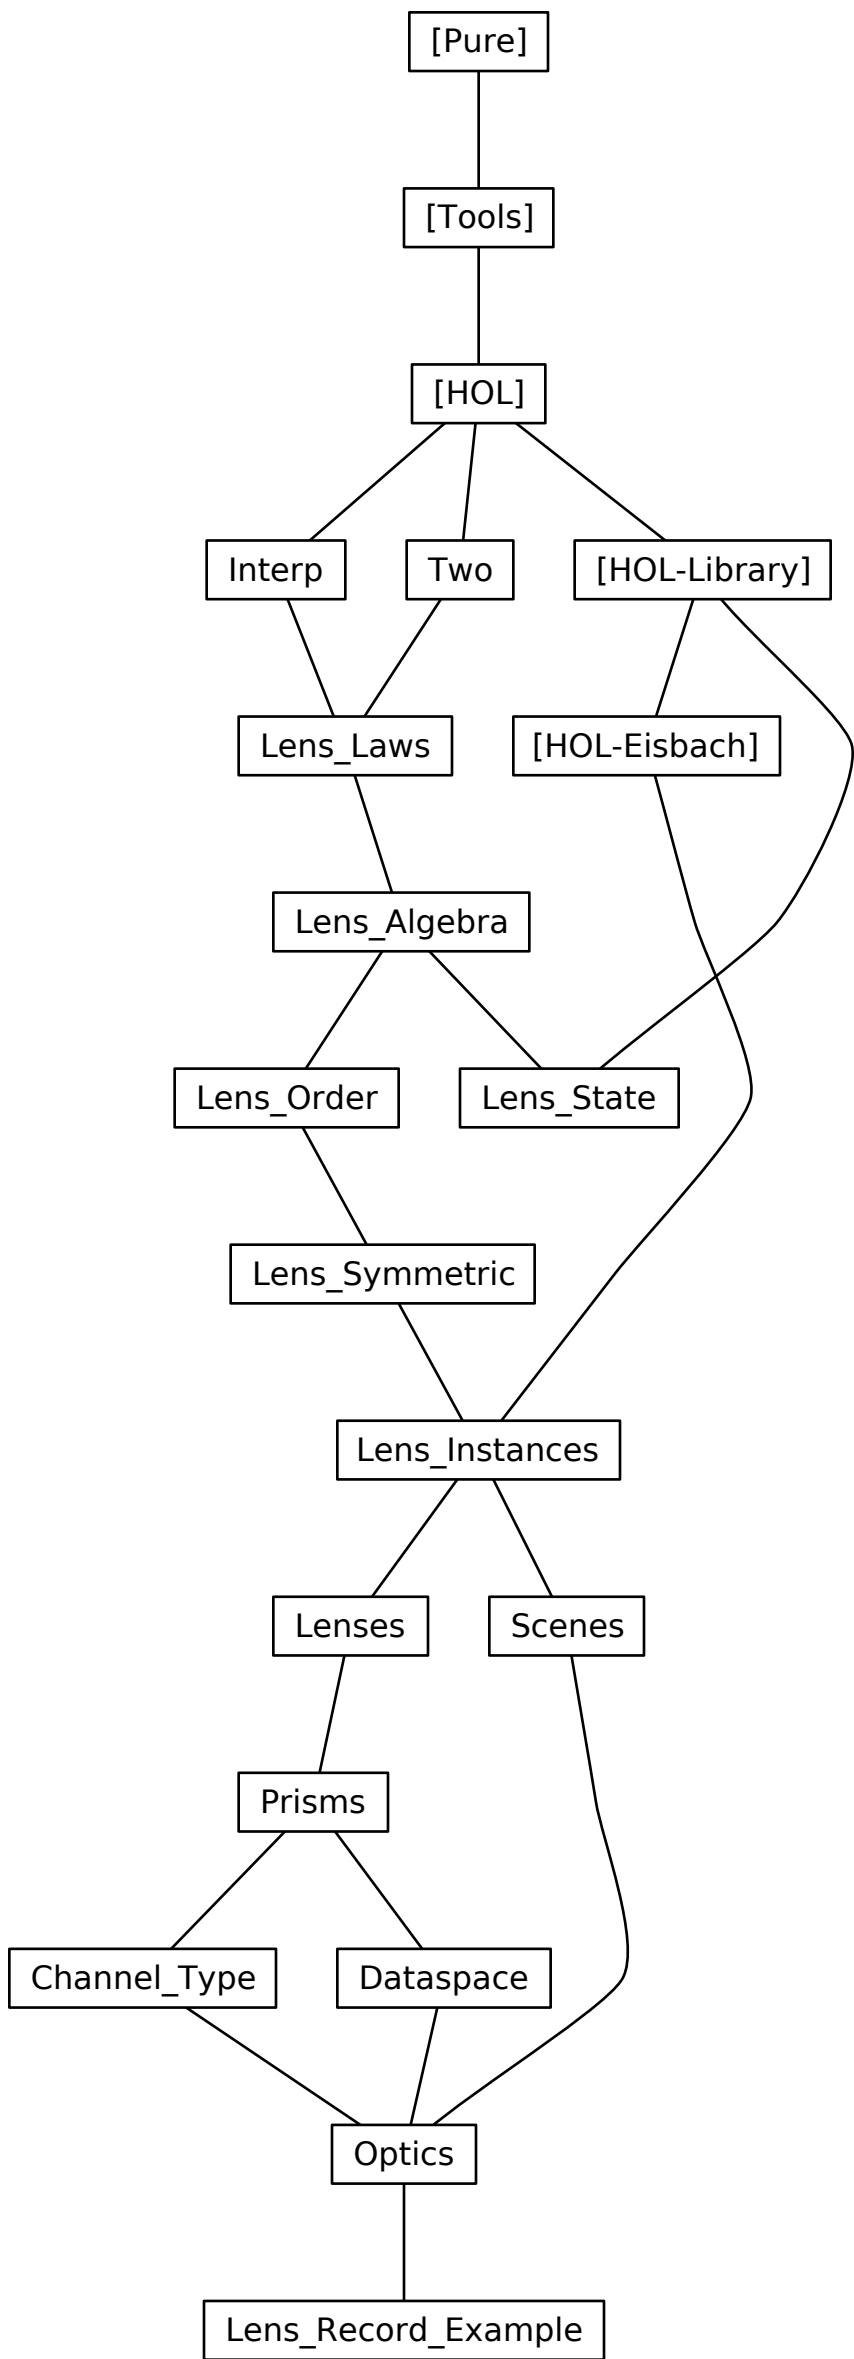 [Pure]
[Tools]
[HOL]
Interp
Two
[HOL-Library]
Lens_Laws
[HOL-Eisbach]
Lens_Algebra
Lens_Order
Lens_State
Lens_Symmetric
Lens_Instances
Lenses
Scenes
Prisms
Channel_Type
Dataspace
Optics
Lens_Record_Example